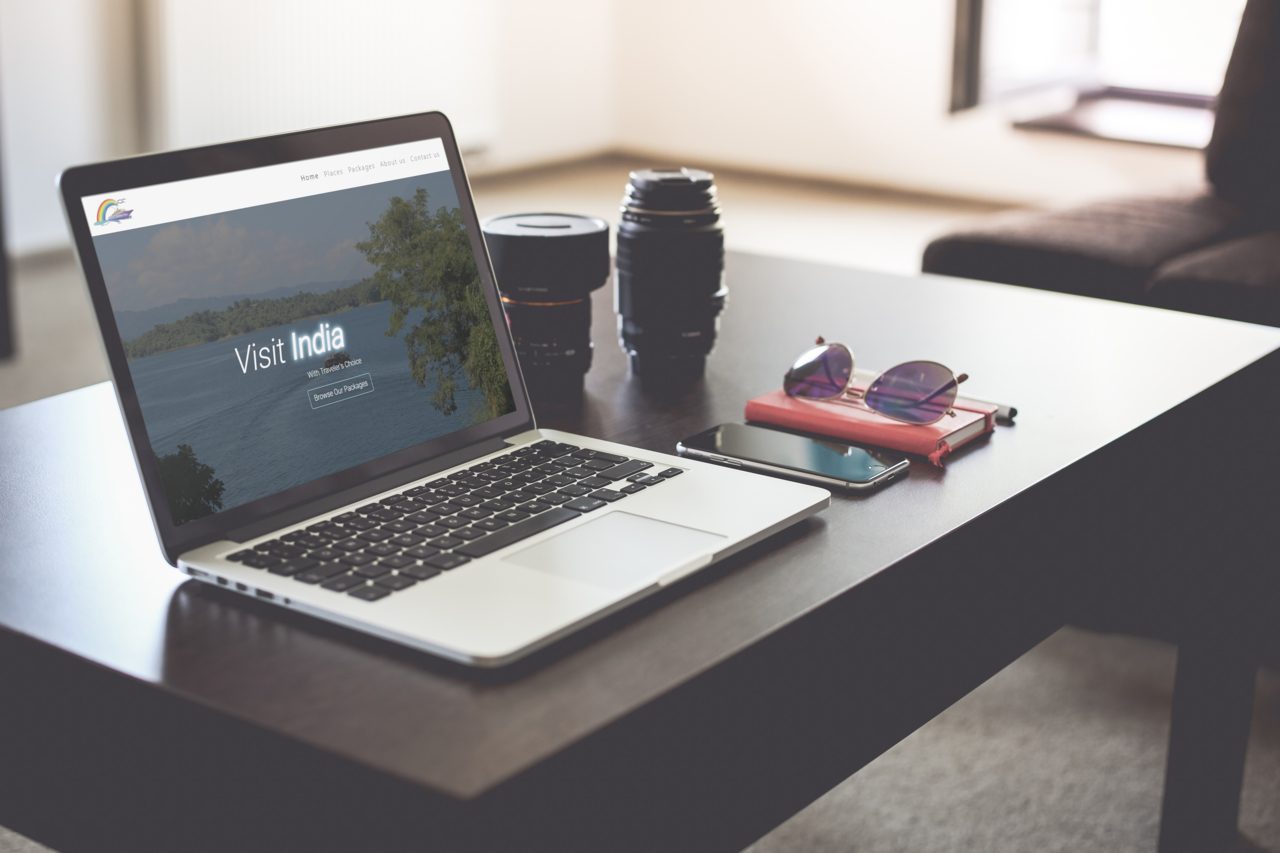 Home Places Packages About us Contact us
Visit India
With Traveler's Choice
Browse Our Packages